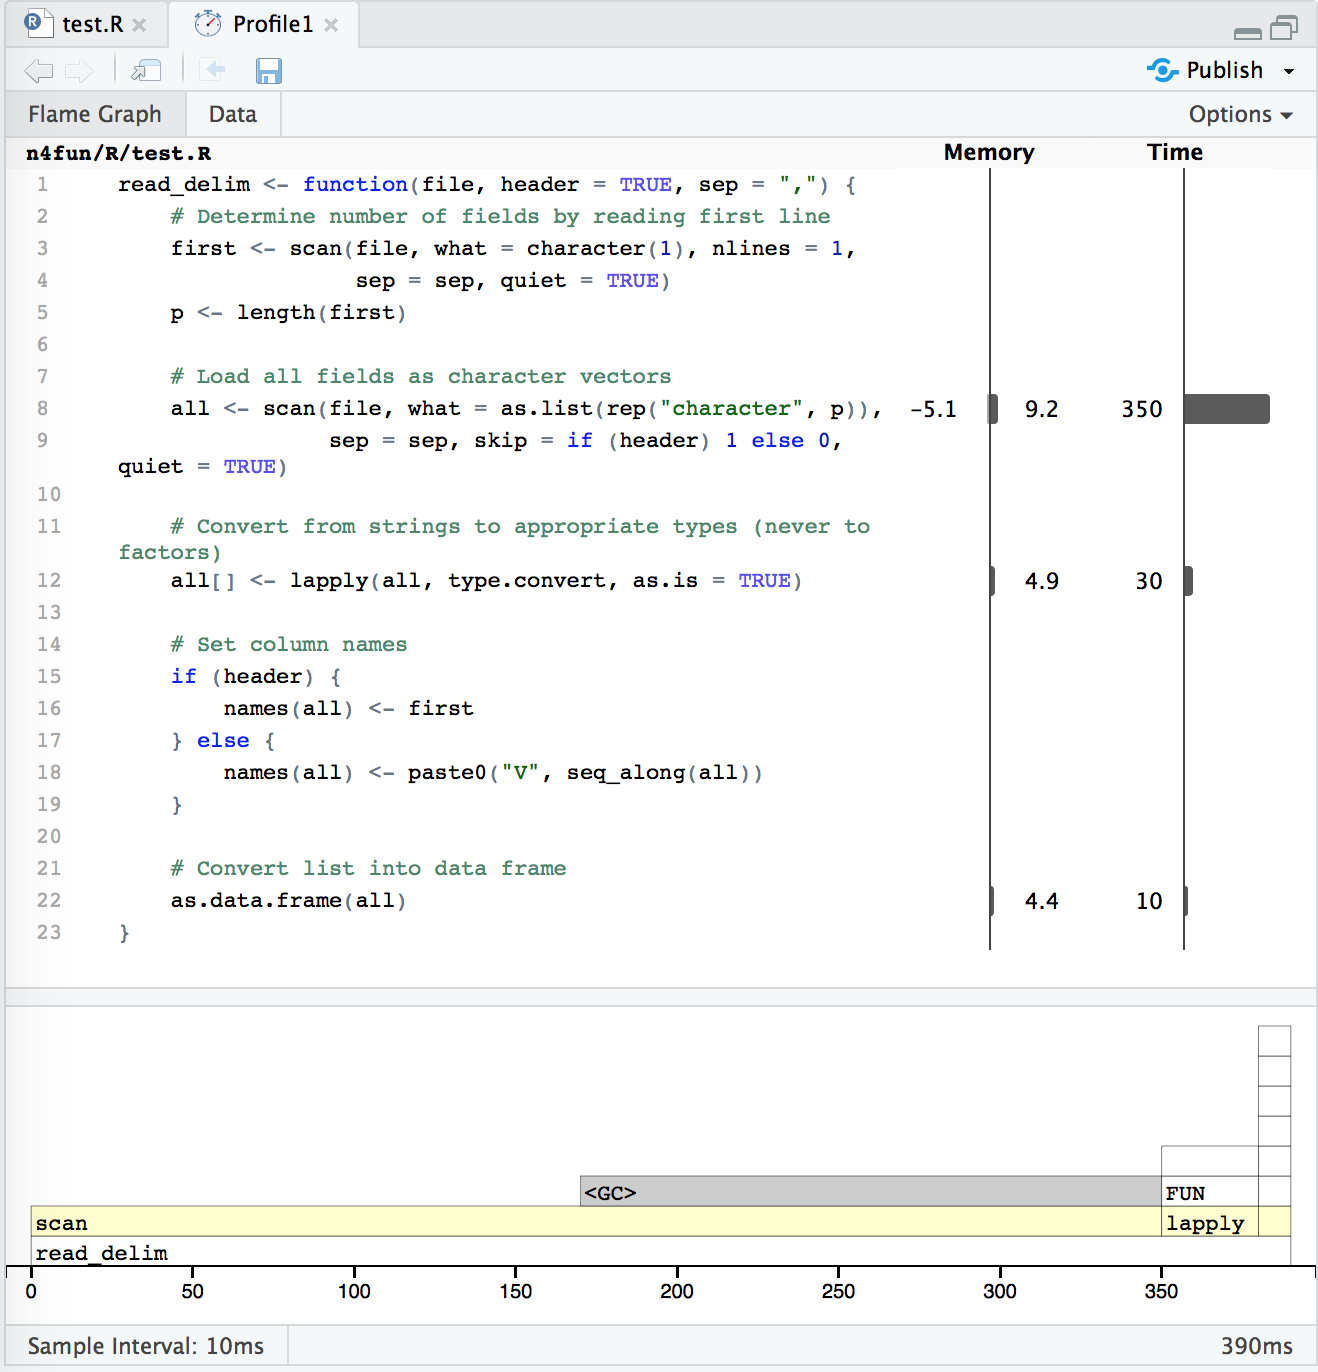 test.R × Profile1 ×
Publish
Flame Graph Data Options
n4fun/R/test.R Memory Time
1 read_delim <- function(file, header = TRUE, sep = ",") {
2 # Determine number of fields by reading first line
3 first <- scan(file, what = character(1), nlines = 1,
4 sep = sep, quiet = TRUE)
5 p <- length(first)
6
7 # Load all fields as character vectors
8 all <- scan(file, what = as.list(rep("character", p)), -5.1 9.2 350
9 sep = sep, skip = if (header) 1 else 0,
quiet = TRUE)
10
11 # Convert from strings to appropriate types (never to
factors)
12 all[] <- lapply(all, type.convert, as.is = TRUE) 4.9 30
13
14 # Set column names
15 if (header) {
16 names(all) <- first
17 } else {
18 names(all) <- paste0("V", seq_along(all))
19 }
20
21 # Convert list into data frame
22 as.data.frame(all) 4.4 10
23 }
<GC> FUN
scan lapply
read_delim
0 50 100 150 200 250 300 350
Sample Interval: 10ms 390ms